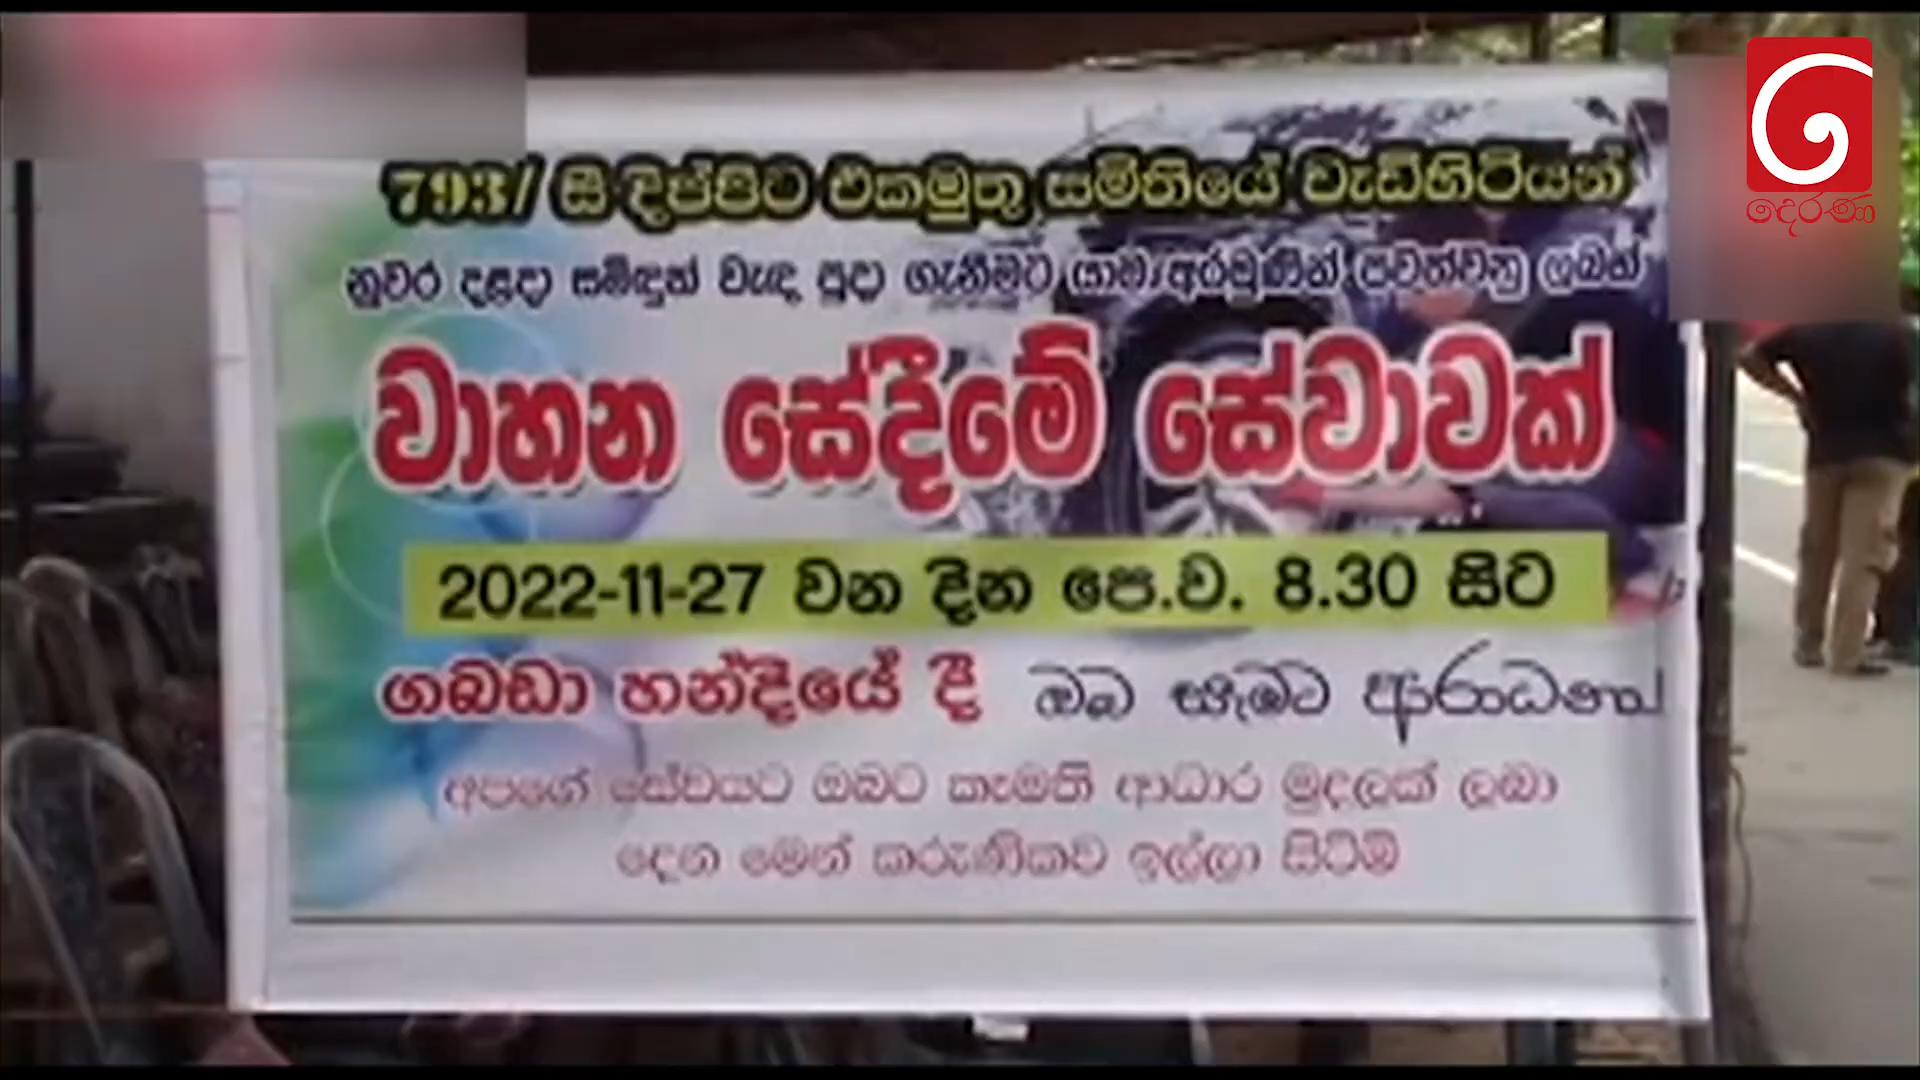 793/ සී දිප්පිට එකමුතු සමිතියේ වැඩිහිටියන්
නුවර දළදා සමිඳුන් වැඳ පුදා ගැනීමට යාමා අරමුණින් පවත්වනු ලබන
වාහන සේදීමේ සේවාවක්
2022-11-27 වන දින පෙ.ව. 8.30 සිට
ගබඩා හන්දියේ දී ඔබ සැමට ආරාධනා!
අපගේ සේවයට ඔබට කැමති ආධාර මුදලක් ලබා
දෙන මෙන් කරුණිකව ඉල්ලා සිටිමි
දෙරණ